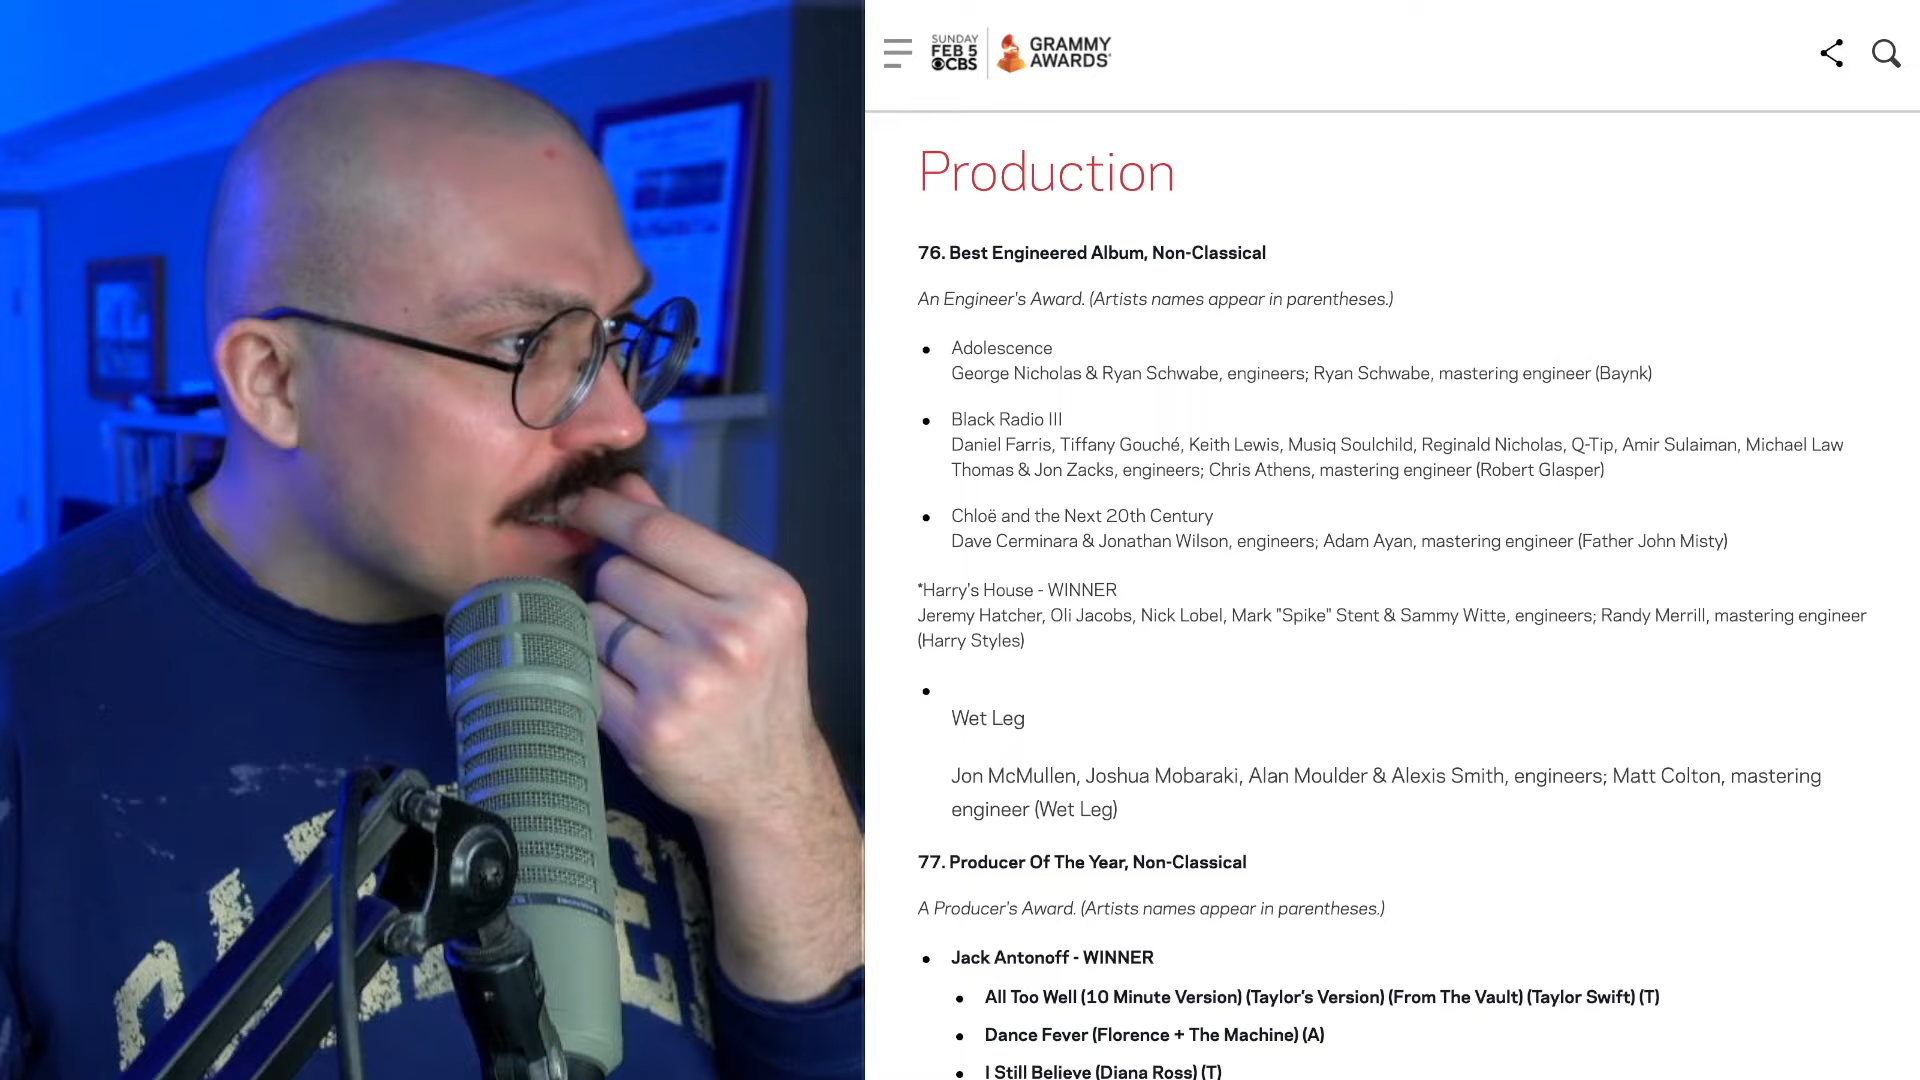 SUNDAY
FEB 5
CBS
GRAMMY
AWARDS
Production
76. Best Engineered Album, Non-Classical
An Engineer's Award. (Artists names appear in parentheses.)
Adolescence
George Nicholas & Ryan Schwabe, engineers; Ryan Schwabe, mastering engineer (Baynk)
Black Radio III
Daniel Farris, Tiffany Gouché, Keith Lewis, Musiq Soulchild, Reginald Nicholas, Q-Tip, Amir Sulaiman, Michael Law
Thomas & Jon Zacks, engineers; Chris Athens, mastering engineer (Robert Glasper)
Chloë and the Next 20th Century
Dave Cerminara & Jonathan Wilson, engineers; Adam Ayan, mastering engineer (Father John Misty)
*Harry's House - WINNER
Jeremy Hatcher, Oli Jacobs, Nick Lobel, Mark "Spike" Stent & Sammy Witte, engineers; Randy Merrill, mastering engineer
(Harry Styles)
Wet Leg
Jon McMullen, Joshua Mobaraki, Alan Moulder & Alexis Smith, engineers; Matt Colton, mastering
engineer (Wet Leg)
77. Producer Of The Year, Non-Classical
A Producer's Award. (Artists names appear in parentheses.)
Jack Antonoff - WINNER
All Too Well (10 Minute Version) (Taylor's Version) (From The Vault) (Taylor Swift) (T)
Dance Fever (Florence + The Machine) (A)
I Still Believe (Diana Ross) (T)